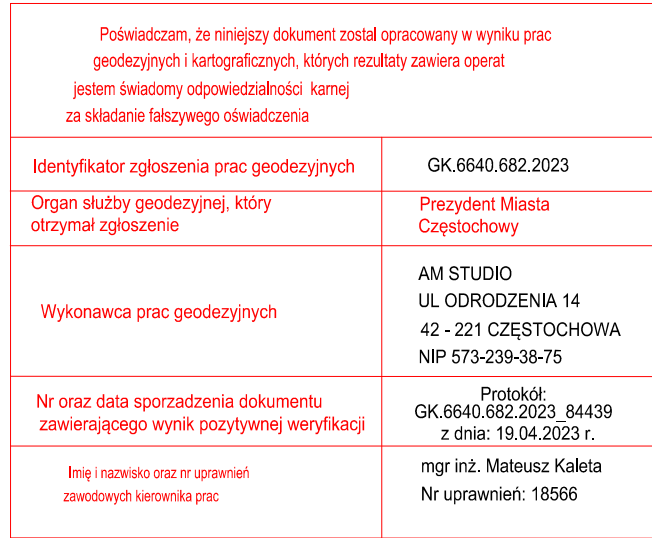 Poświadczam, że niniejszy dokument zostal opracowany w wyniku prac
geodezyjnych i kartograficznych, których rezultaty zawiera operat
jestem świadomy odpowiedzialności karnej
za składanie fałszywego oświadczenia
Identyfikator zgłoszenia prac geodezyjnych
GK.6640.682.2023
Organ służby geodezyjnej, który
otrzymał zgłoszenie
Prezydent Miasta
Częstochowy
Wykonawca prac geodezyjnych
AM STUDIO
UL ODRODZENIA 14
42 - 221 CZĘSTOCHOWA
NIP 573-239-38-75
Nr oraz data sporzadzenia dokumentu
zawierającego wynik pozytywnej weryfikacji
Protokół:
GK.6640.682.2023_84439
z dnia: 19.04.2023 r.
Imię i nazwisko oraz nr uprawnień
zawodowych kierownika prac
mgr inż. Mateusz Kaleta
Nr uprawnień: 18566